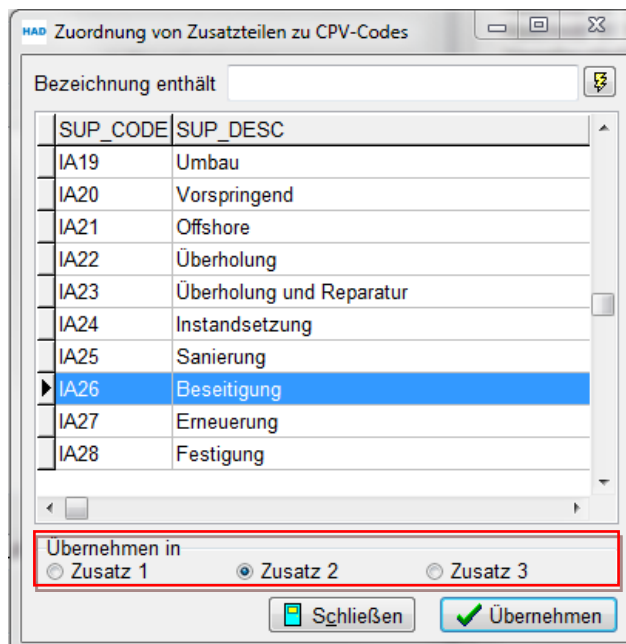 HAD Zuordnung von Zusatzteilen zu CPV-Codes
Bezeichnung enthält
SUP_CODE SUP_DESC
IA19 Umbau
IA20 Vorspringend
IA21 Offshore
IA22 Überholung
IA23 Überholung und Reparatur
IA24 Instandsetzung
IA25 Sanierung
IA26 Beseitigung
IA27 Erneuerung
IA28 Festigung
Übernehmen in
Zusatz 1 Zusatz 2 Zusatz 3
Schließen Übernehmen